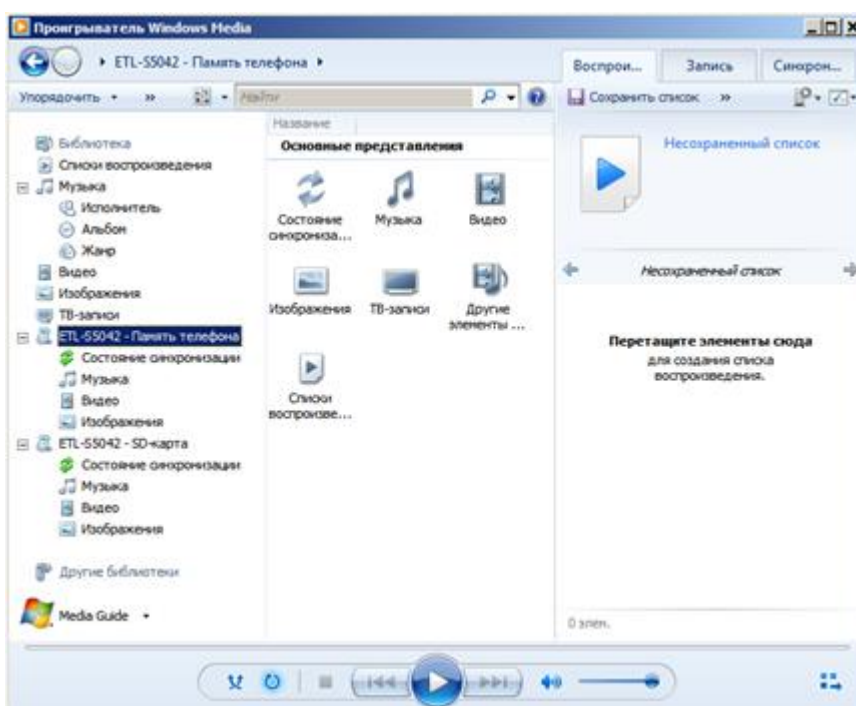 Проигрыватель Windows Media
ETL-S5042 - Память телефона
Воспрои...
Запись
Синхрон...
Упорядочить
»
Найти
Сохранить список
»
Библиотека
Списки воспроизведения
Музыка
Исполнитель
Альбом
Жанр
Видео
Изображения
ТВ-записи
ETL-S5042 - Память телефона
Состояние синхронизации
Музыка
Видео
Изображения
ETL-S5042 - SD-карта
Состояние синхронизации
Музыка
Видео
Изображения
Другие библиотеки
Media Guide
Название
Основные представления
Состояние
синхрониза...
Музыка
Видео
Изображения
ТВ-записи
Другие
элементы ...
Списки
воспроизве...
Несохраненный список
Несохраненный список
Перетащите элементы сюда
для создания списка
воспроизведения.
0 элем.